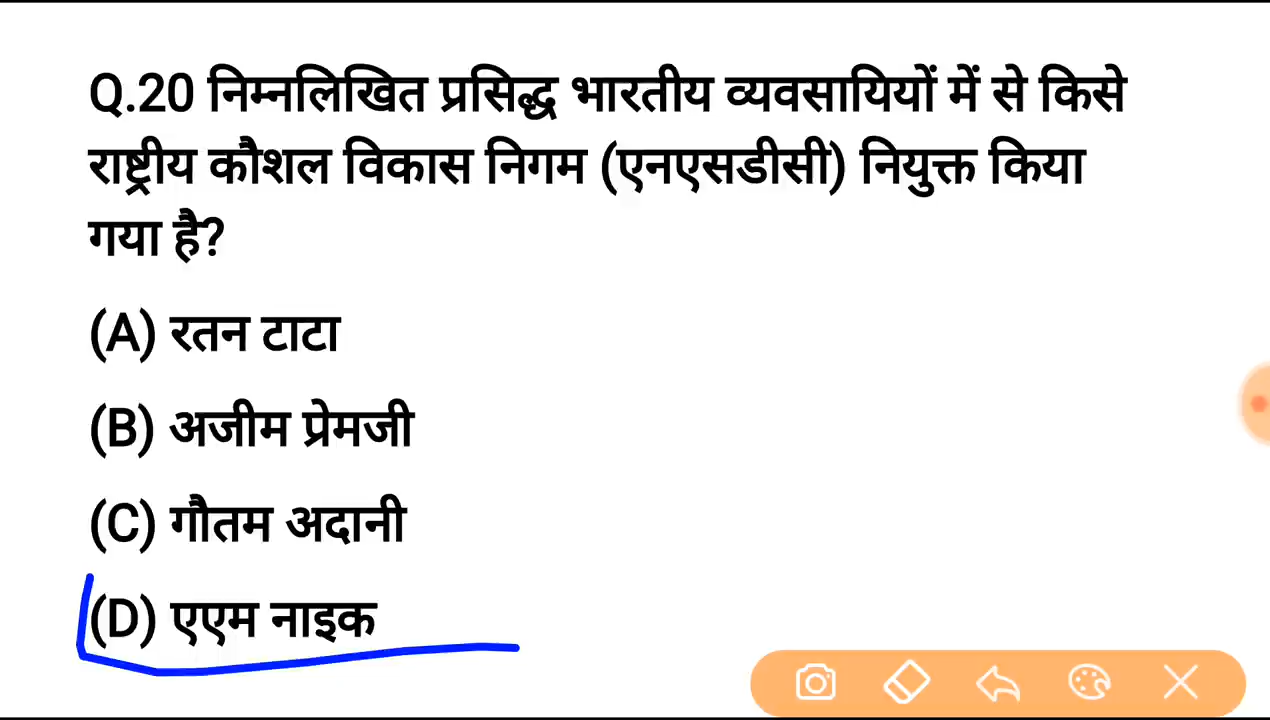 Q.20 निम्नलिखित प्रसिद्ध भारतीय व्यवसायियों में से किसे
राष्ट्रीय कौशल विकास निगम (एनएसडीसी) नियुक्त किया
गया है?
(A) रतन टाटा
(B) अजीम प्रेमजी
(C) गौतम अदानी
(D) एएम नाइक